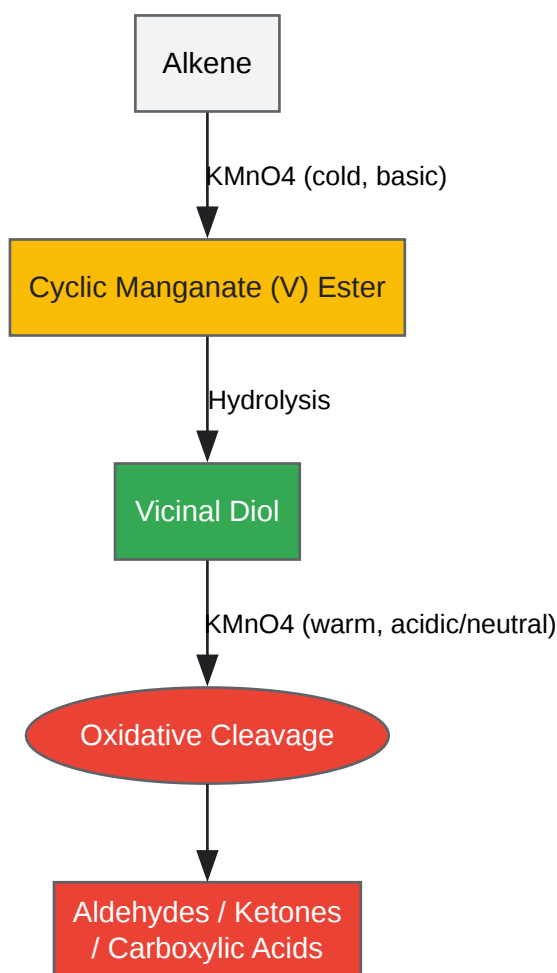 Alkene
KMnO4 (cold, basic)
Cyclic Manganate (V) Ester
Hydrolysis
Vicinal Diol
KMnO4 (warm, acidic/neutral)
Oxidative Cleavage
Aldehydes / Ketones
/ Carboxylic Acids